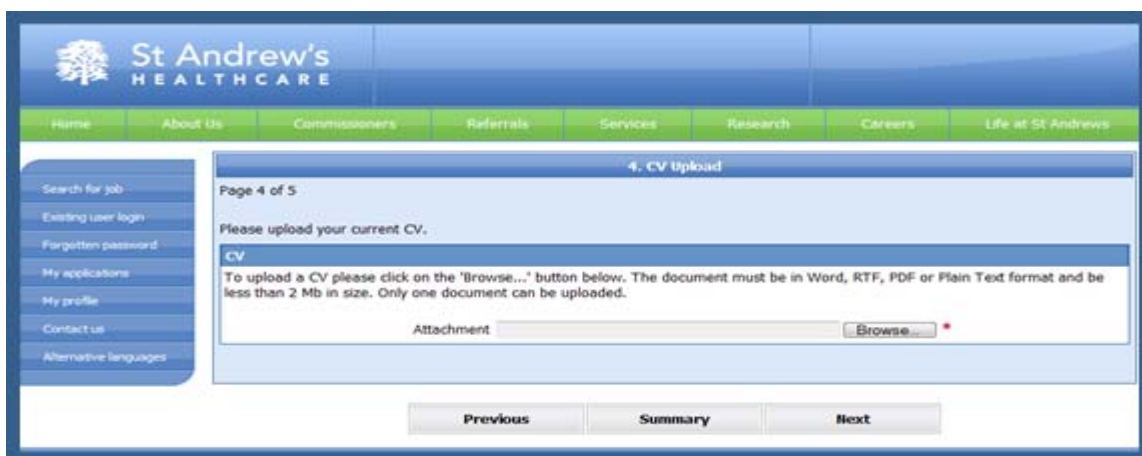 St Andrew's
HEALTHCARE
Home About Us Commissioners Referrals Services Research Careers Life at St Andrews
4. CV Upload
Search for job
Page 4 of 5
Existing user login
Please upload your current CV.
Forgotten password
CV
My applications
To upload a CV please click on the 'Browse...' button below. The document must be in Word, RTF, PDF or Plain Text format and be
less than 2 Mb in size. Only one document can be uploaded.
My profile
Contact us
Attachment Browse... *
Alternative languages
Previous Summary Next